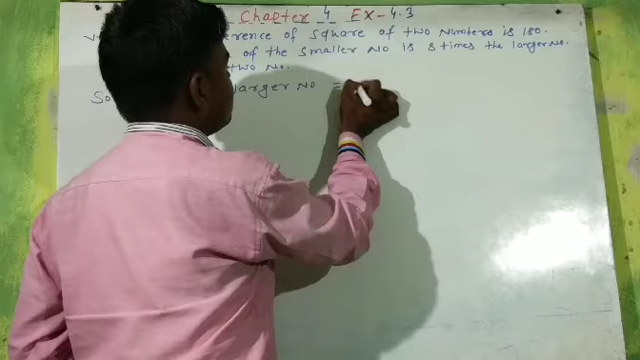 Chapter 4 Ex - 4.3
erence of square of two Numbers is 180.
of the smaller No is 8 times the larger No.
two No.
So larger No =